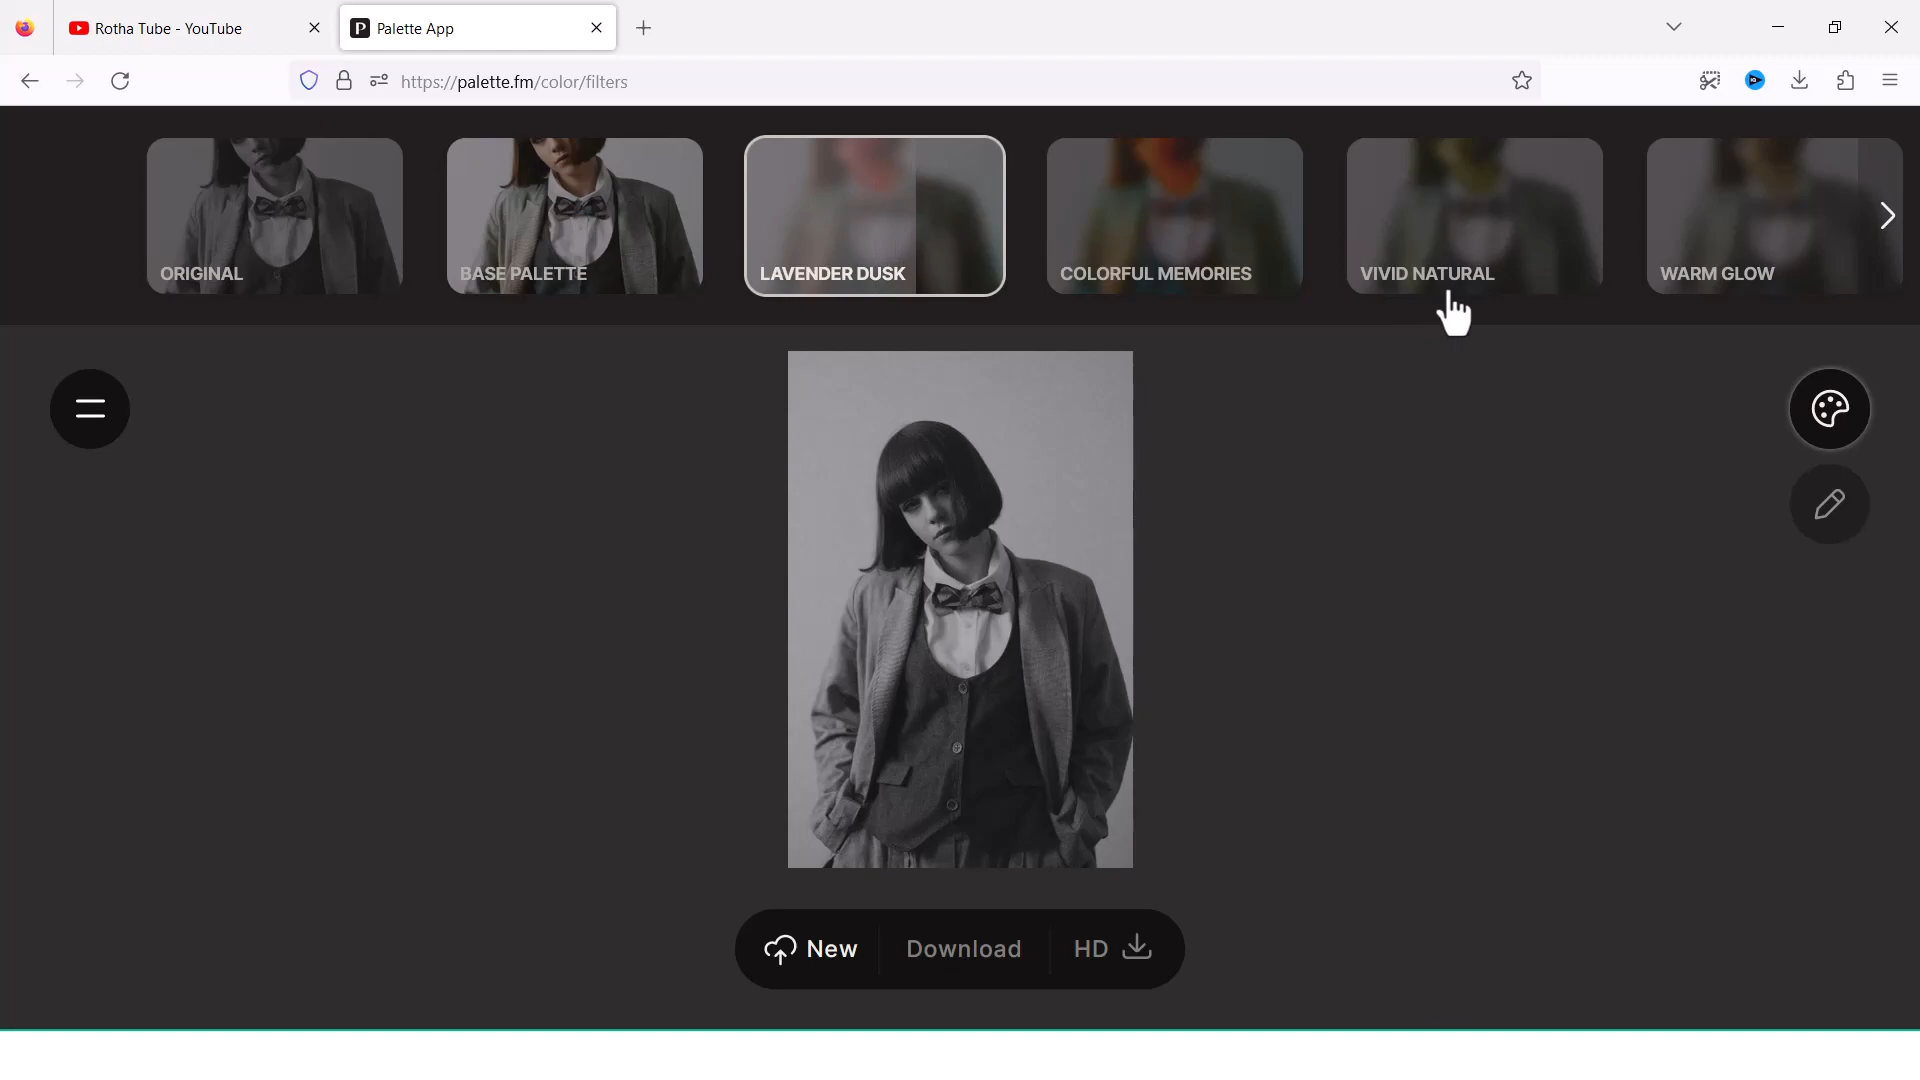 Rotha Tube - YouTube
P Palette App
https://palette.fm/color/filters
ORIGINAL
BASE PALETTE
LAVENDER DUSK
COLORFUL MEMORIES
VIVID NATURAL
WARM GLOW
New
Download
HD